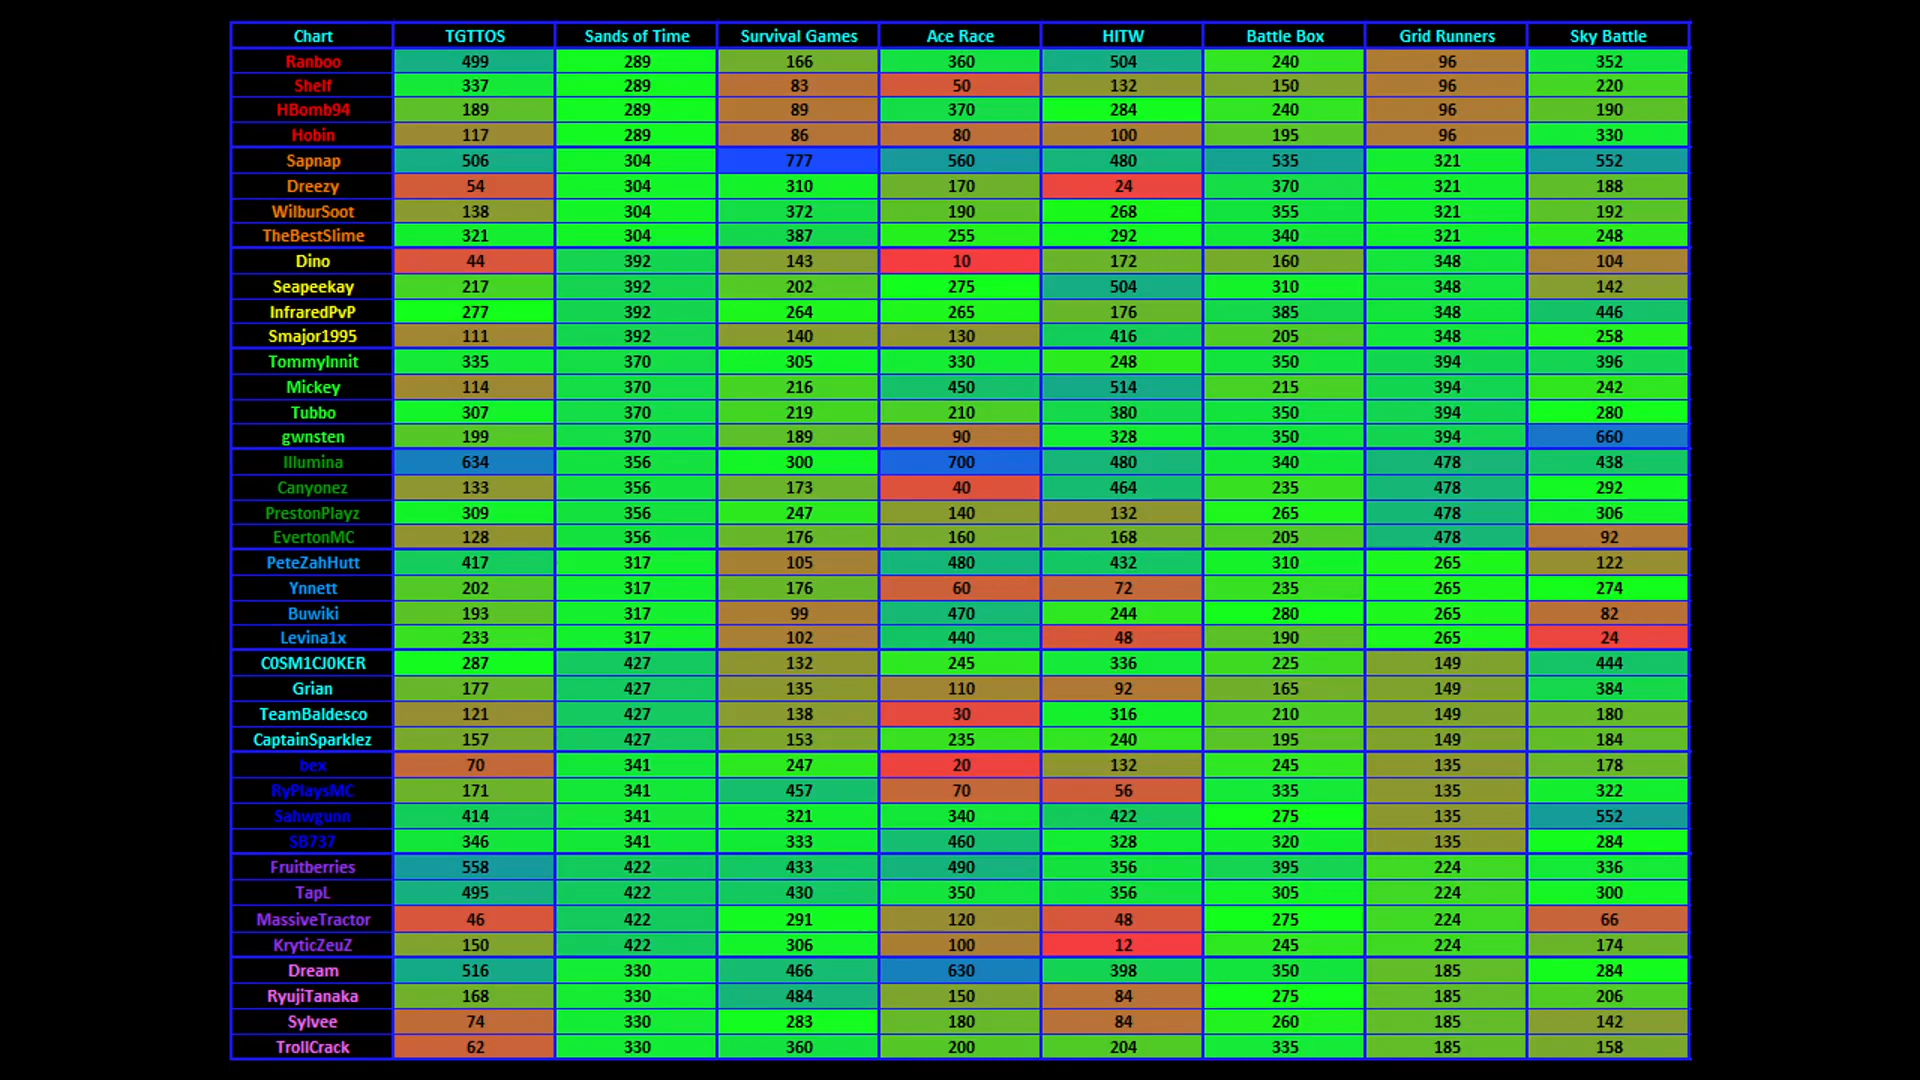 Chart TGTTOS Sands of Time Survival Games Ace Race HITW Battle Box Grid Runners Sky Battle
Ranboo 499 289 166 360 504 240 96 352
Shelf 337 289 83 50 132 150 96 220
HBomb94 189 289 89 370 284 240 96 190
Hobin 117 289 86 80 100 195 96 330
Sapnap 506 304 777 560 480 535 321 552
Dreezy 54 304 310 170 24 370 321 188
WilburSoot 138 304 372 190 268 355 321 192
TheBestSlime 321 304 387 255 292 340 321 248
Dino 44 392 143 10 172 160 348 104
Seapeekay 217 392 202 275 504 310 348 142
InfraredPvP 277 392 264 265 176 385 348 446
Smajor1995 111 392 140 130 416 205 348 258
TommyInnit 335 370 305 330 248 350 394 396
Mickey 114 370 216 450 514 215 394 242
Tubbo 307 370 219 210 380 350 394 280
gwnsten 199 370 189 90 328 350 394 660
Illumina 634 356 300 700 480 340 478 438
Canyonez 133 356 173 40 464 235 478 292
PrestonPlayz 309 356 247 140 132 265 478 306
EvertonMC 128 356 176 160 168 205 478 92
PeteZahHutt 417 317 105 480 432 310 265 122
Ynnett 202 317 176 60 72 235 265 274
Buwiki 193 317 99 470 244 280 265 82
Levina1x 233 317 102 440 48 190 265 24
C0SM1CJ0KER 287 427 132 245 336 225 149 444
Grian 177 427 135 110 92 165 149 384
TeamBaldesco 121 427 138 30 316 210 149 180
CaptainSparklez 157 427 153 235 240 195 149 184
bex 70 341 247 20 132 245 135 178
RyPlaysMC 171 341 457 70 56 335 135 322
Sahwgunn 414 341 321 340 422 275 135 552
SB737 346 341 333 460 328 320 135 284
Fruitberries 558 422 433 490 356 395 224 336
TapL 495 422 430 350 356 305 224 300
MassiveTractor 46 422 291 120 48 275 224 66
KryticZeuZ 150 422 306 100 12 245 224 174
Dream 516 330 466 630 398 350 185 284
RyujiTanaka 168 330 484 150 84 275 185 206
Sylvee 74 330 283 180 84 260 185 142
TrollCrack 62 330 360 200 204 335 185 158